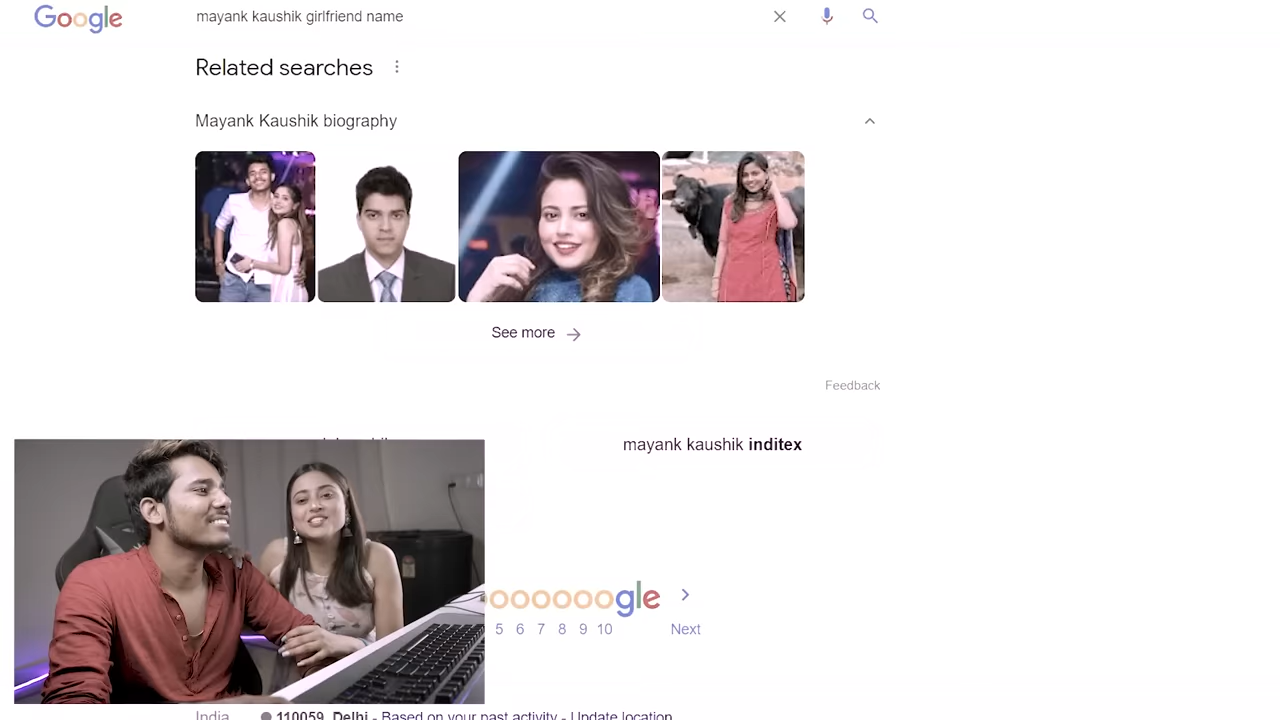 Google
mayank kaushik girlfriend name
Related searches
Mayank Kaushik biography
See more
Feedback
mayank kaushik inditex
oooooogle
5 6 7 8 9 10
Next
India
110059, Delhi - Based on your past activity - Update location